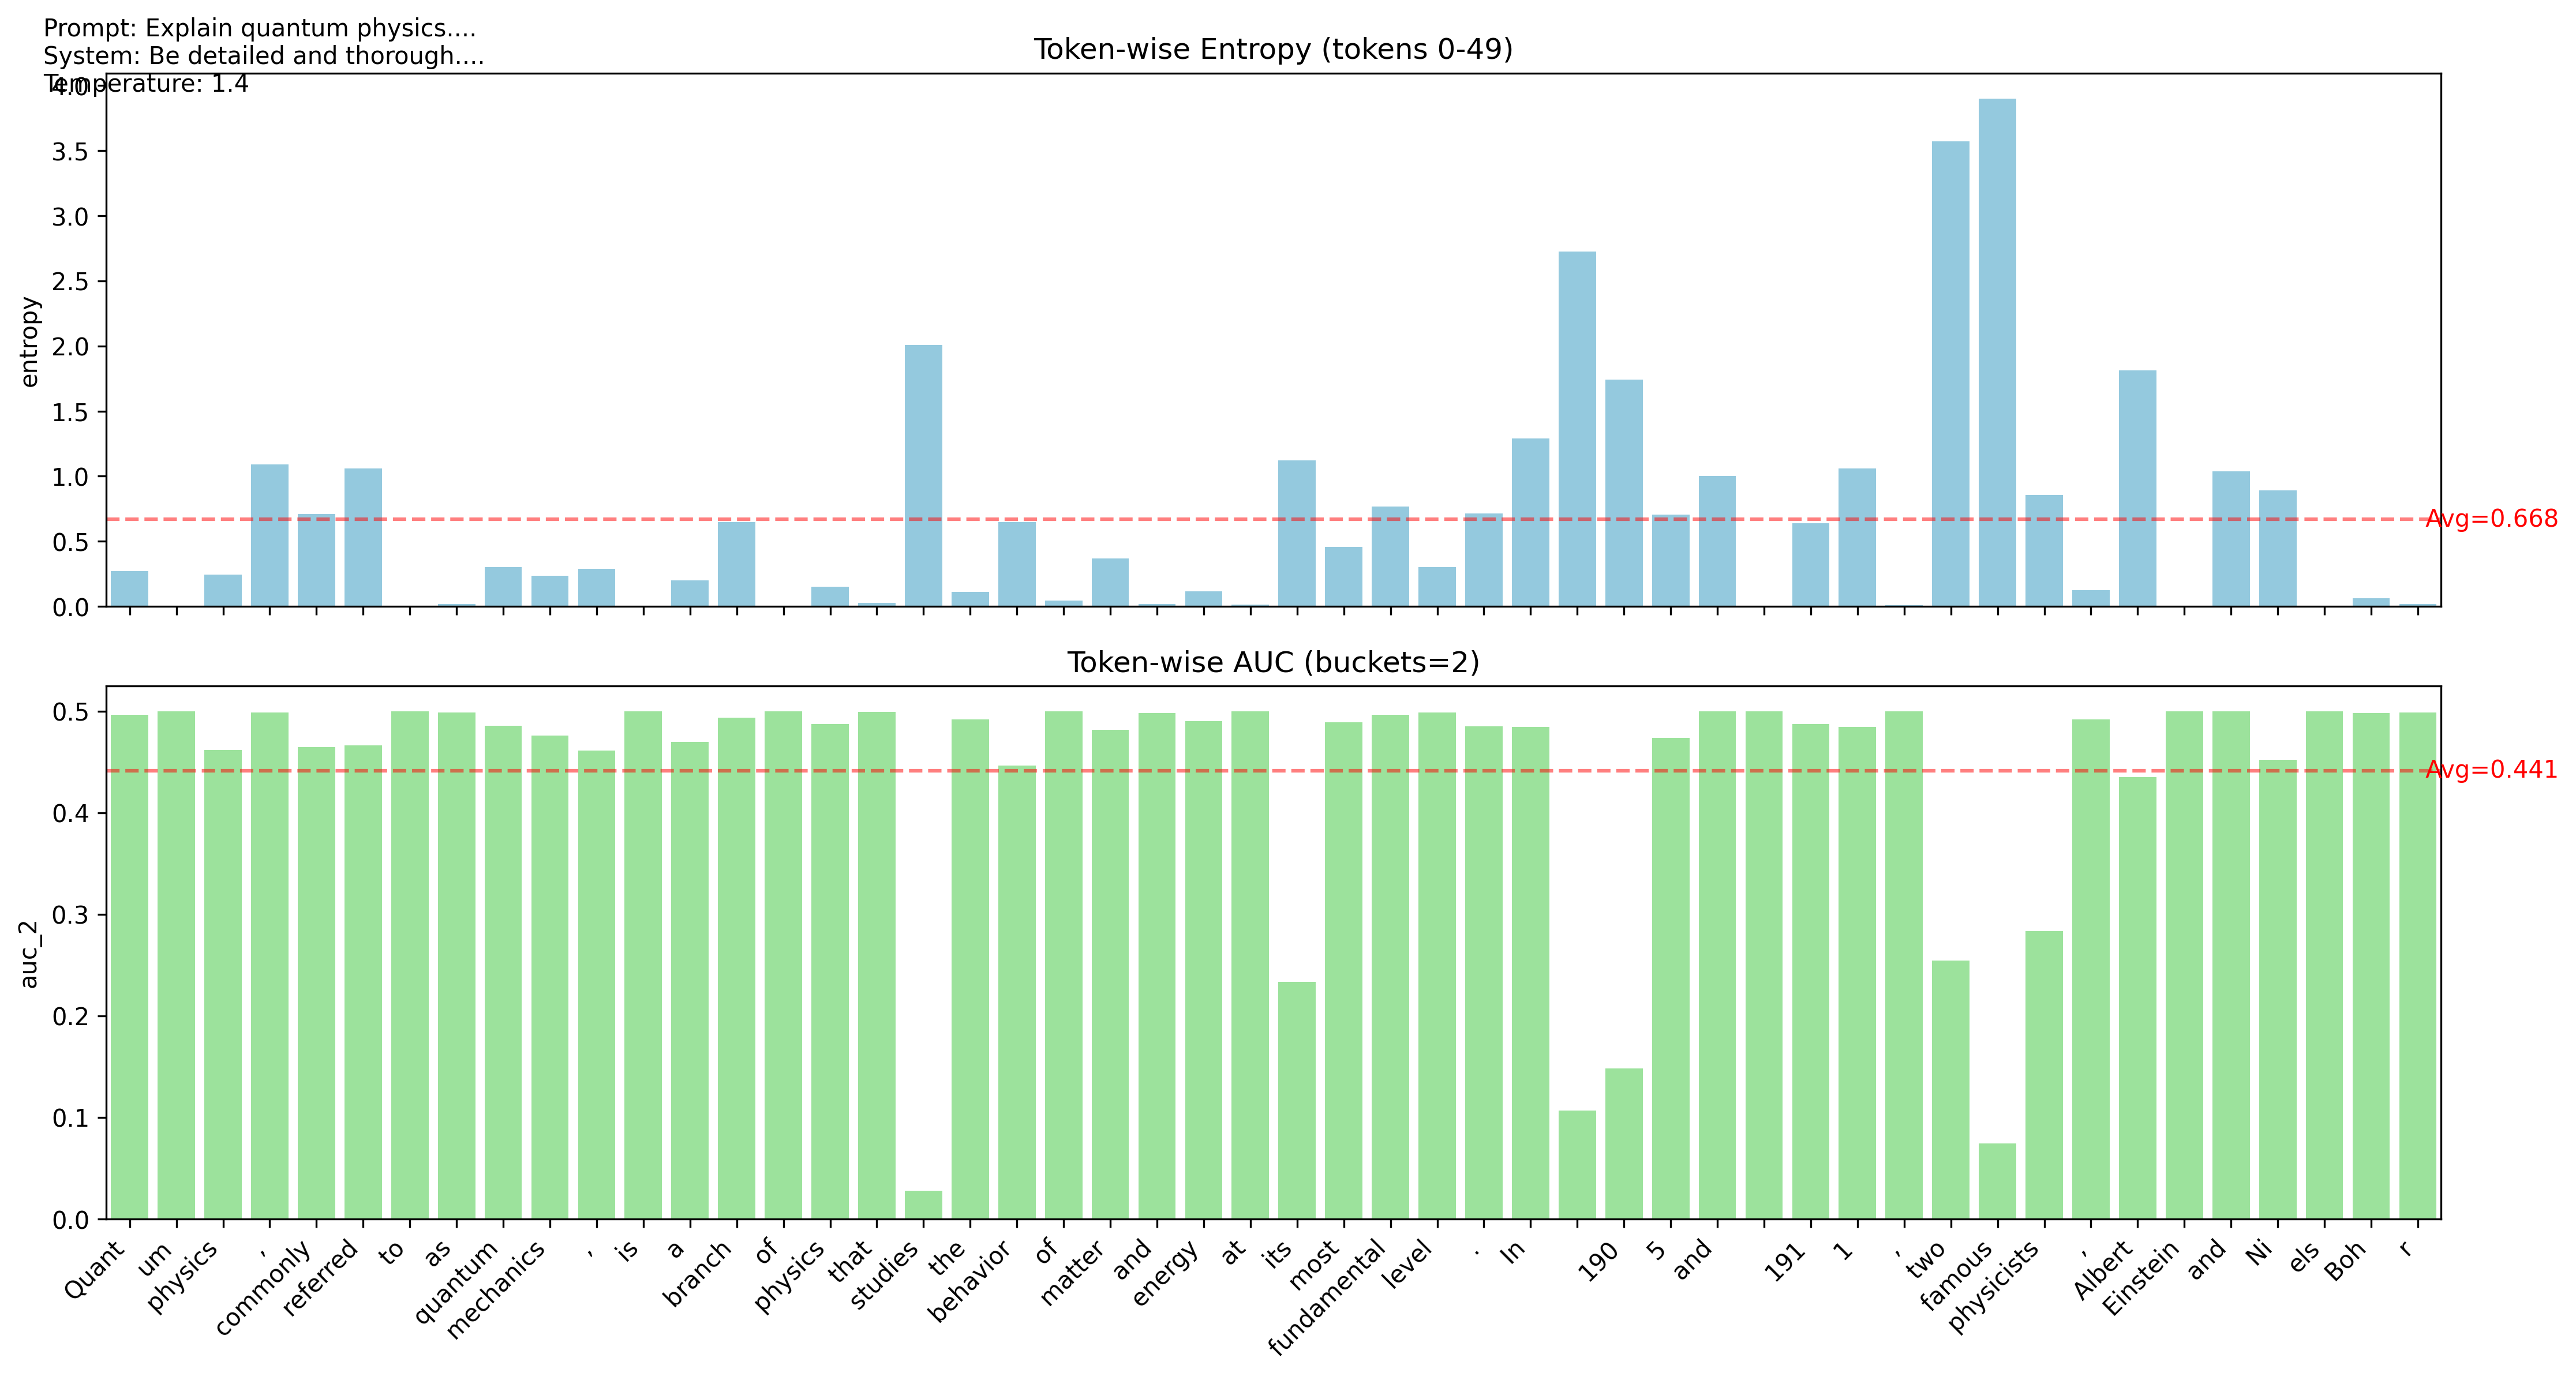 Prompt: Explain quantum physics....
System: Be detailed and thorough....
Temperature: 1.4
Token-wise Entropy (tokens 0-49)
entropy
4.0
3.5
3.0
2.5
2.0
1.5
1.0
0.5
0.0
Avg=0.668
Token-wise AUC (buckets=2)
auc_2
0.5
0.4
0.3
0.2
0.1
0.0
Avg=0.441
Quant
um
physics
,
commonly
referred
to
as
quantum
mechanics
,
is
a
branch
of
physics
that
studies
the
behavior
of
matter
and
energy
at
its
most
fundamental
level
.
In
190
5
and
191
1
,
two
famous
physicists
,
Albert
Einstein
and
Ni
els
Boh
r